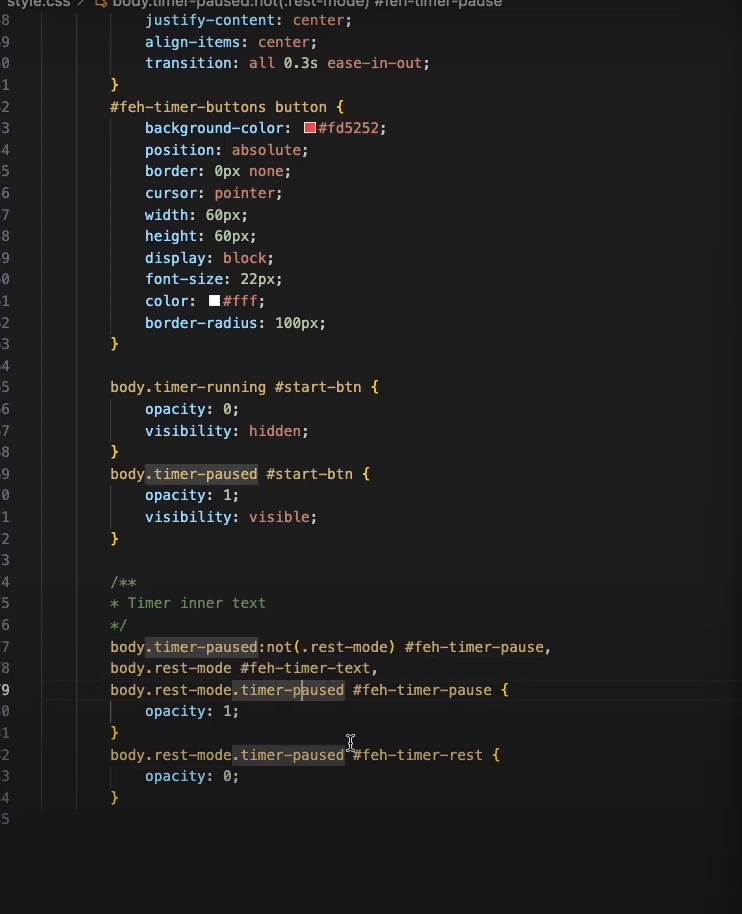 style.css > body.timer-paused:not(.rest-mode) #feh-timer-pause
8 justify-content: center;
9 align-items: center;
0 transition: all 0.3s ease-in-out;
1 }
2 #feh-timer-buttons button {
3 background-color: #fd5252;
4 position: absolute;
5 border: 0px none;
6 cursor: pointer;
7 width: 60px;
8 height: 60px;
9 display: block;
0 font-size: 22px;
1 color: #fff;
2 border-radius: 100px;
3 }
4
5 body.timer-running #start-btn {
6 opacity: 0;
7 visibility: hidden;
8 }
9 body.timer-paused #start-btn {
0 opacity: 1;
1 visibility: visible;
2 }
3
4 /**
5 * Timer inner text
6 */
7 body.timer-paused:not(.rest-mode) #feh-timer-pause,
8 body.rest-mode #feh-timer-text,
9 body.rest-mode.timer-paused #feh-timer-pause {
0 opacity: 1;
1 }
2 body.rest-mode.timer-paused #feh-timer-rest {
3 opacity: 0;
4 }
5